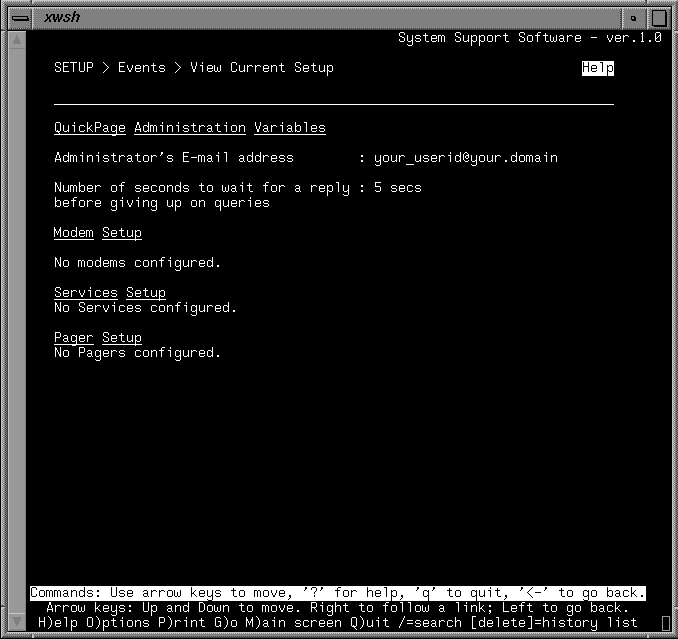 xwsh
System Support Software - ver.1.0
SETUP > Events > View Current Setup Help
QuickPage Administration Variables
Administrator's E-mail address : your_userid@your.domain
Number of seconds to wait for a reply : 5 secs
before giving up on queries
Modem Setup
No modems configured.
Services Setup
No Services configured.
Pager Setup
No Pagers configured.
Commands: Use arrow keys to move, '?' for help, 'q' to quit, '<-' to go back.
Arrow keys: Up and Down to move. Right to follow a link; Left to go back.
H)elp O)ptions P)rint G)o M)ain screen Q)uit /=search [delete]=history list